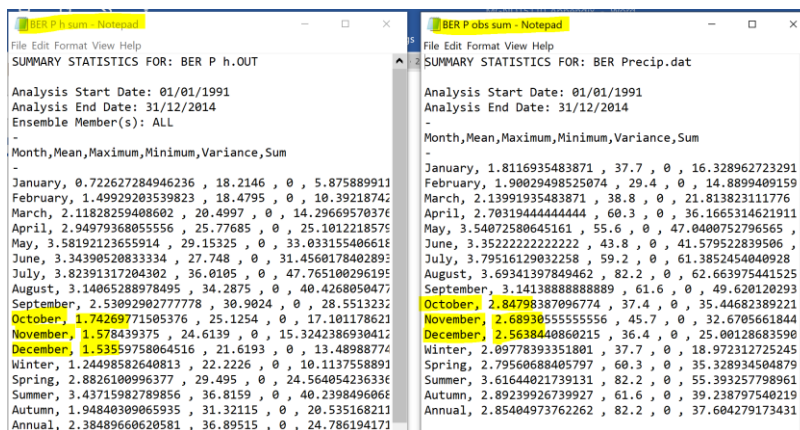 BER P h sum - Notepad
File Edit Format View Help
SUMMARY STATISTICS FOR: BER P h.OUT
Analysis Start Date: 01/01/1991
Analysis End Date: 31/12/2014
Ensemble Member(s): ALL
-
Month,Mean,Maximum,Minimum,Variance,Sum
-
January, 0.722627284946236 , 18.2146 , 0 , 5.875889911
February, 1.49929203539823 , 18.4795 , 0 , 10.39218742
March, 2.11828259408602 , 20.4997 , 0 , 14.29669570376
April, 2.94979368055556 , 25.77685 , 0 , 25.1012218579
May, 3.58192123655914 , 29.15325 , 0 , 33.033155406618
June, 3.34390520833334 , 27.748 , 0 , 31.4560178402893
July, 3.82391317204302 , 36.0105 , 0 , 47.765100296195
August, 3.14065288978495 , 34.2875 , 0 , 40.4268050477
September, 2.53092902777778 , 30.9024 , 0 , 28.5513232
October, 1.74269771505376 , 25.1254 , 0 , 17.101178621
November, 1.578439375 , 24.6139 , 0 , 15.3242386930412
December, 1.53559758064516 , 21.6193 , 0 , 13.48988774
Winter, 1.24498582640813 , 22.2226 , 0 , 10.1137558891
Spring, 2.8826100996377 , 29.495 , 0 , 24.564054236336
Summer, 3.43715982789856 , 36.8159 , 0 , 40.2398496068
Autumn, 1.94840309065935 , 31.32115 , 0 , 20.535168211
Annual, 2.38489660620581 , 36.89515 , 0 , 24.786194171
BER P obs sum - Notepad
File Edit Format View Help
SUMMARY STATISTICS FOR: BER Precip.dat
Analysis Start Date: 01/01/1991
Analysis End Date: 31/12/2014
Ensemble Member(s): ALL
-
Month,Mean,Maximum,Minimum,Variance,Sum
-
January, 1.8116935483871 , 37.7 , 0 , 16.328962723291
February, 1.90029498525074 , 29.4 , 0 , 14.8899409159
March, 2.13991935483871 , 38.8 , 0 , 21.813823111776
April, 2.70319444444444 , 60.3 , 0 , 36.1665314621911
May, 3.54072580645161 , 55.6 , 0 , 47.0400752796565 ,
June, 3.35222222222222 , 43.8 , 0 , 41.579522839506 ,
July, 3.79516129032258 , 59.2 , 0 , 61.3852454040928
August, 3.69341397849462 , 82.2 , 0 , 62.663975441525
September, 3.14138888888889 , 61.6 , 0 , 49.620120293
October, 2.84798387096774 , 37.4 , 0 , 35.44682389221
November, 2.68930555555556 , 45.7 , 0 , 32.6705661844
December, 2.5638440860215 , 36.4 , 0 , 25.00128683590
Winter, 2.09778393351801 , 37.7 , 0 , 18.972312725245
Spring, 2.79560688405797 , 60.3 , 0 , 35.328934504879
Summer, 3.61644021739131 , 82.2 , 0 , 55.393257798961
Autumn, 2.89239926739927 , 61.6 , 0 , 39.238797540219
Annual, 2.85404973762262 , 82.2 , 0 , 37.604279173431